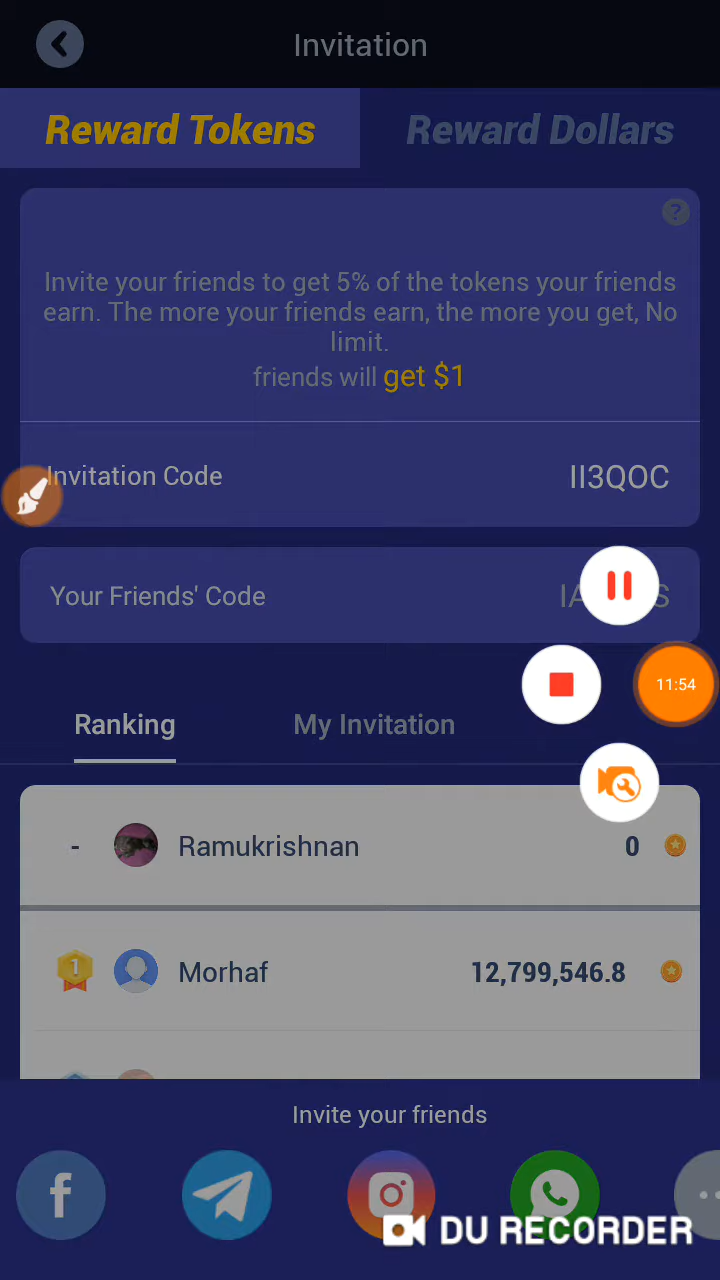 Invitation
Reward Tokens
Reward Dollars
?
Invite your friends to get 5% of the tokens your friends
earn. The more your friends earn, the more you get, No
limit.
friends will get $1
Invitation Code
II3QOC
Your Friends' Code
11:54
Ranking
My Invitation
-
Ramukrishnan
0
1
Morhaf
12,799,546.8
Invite your friends
DU RECORDER